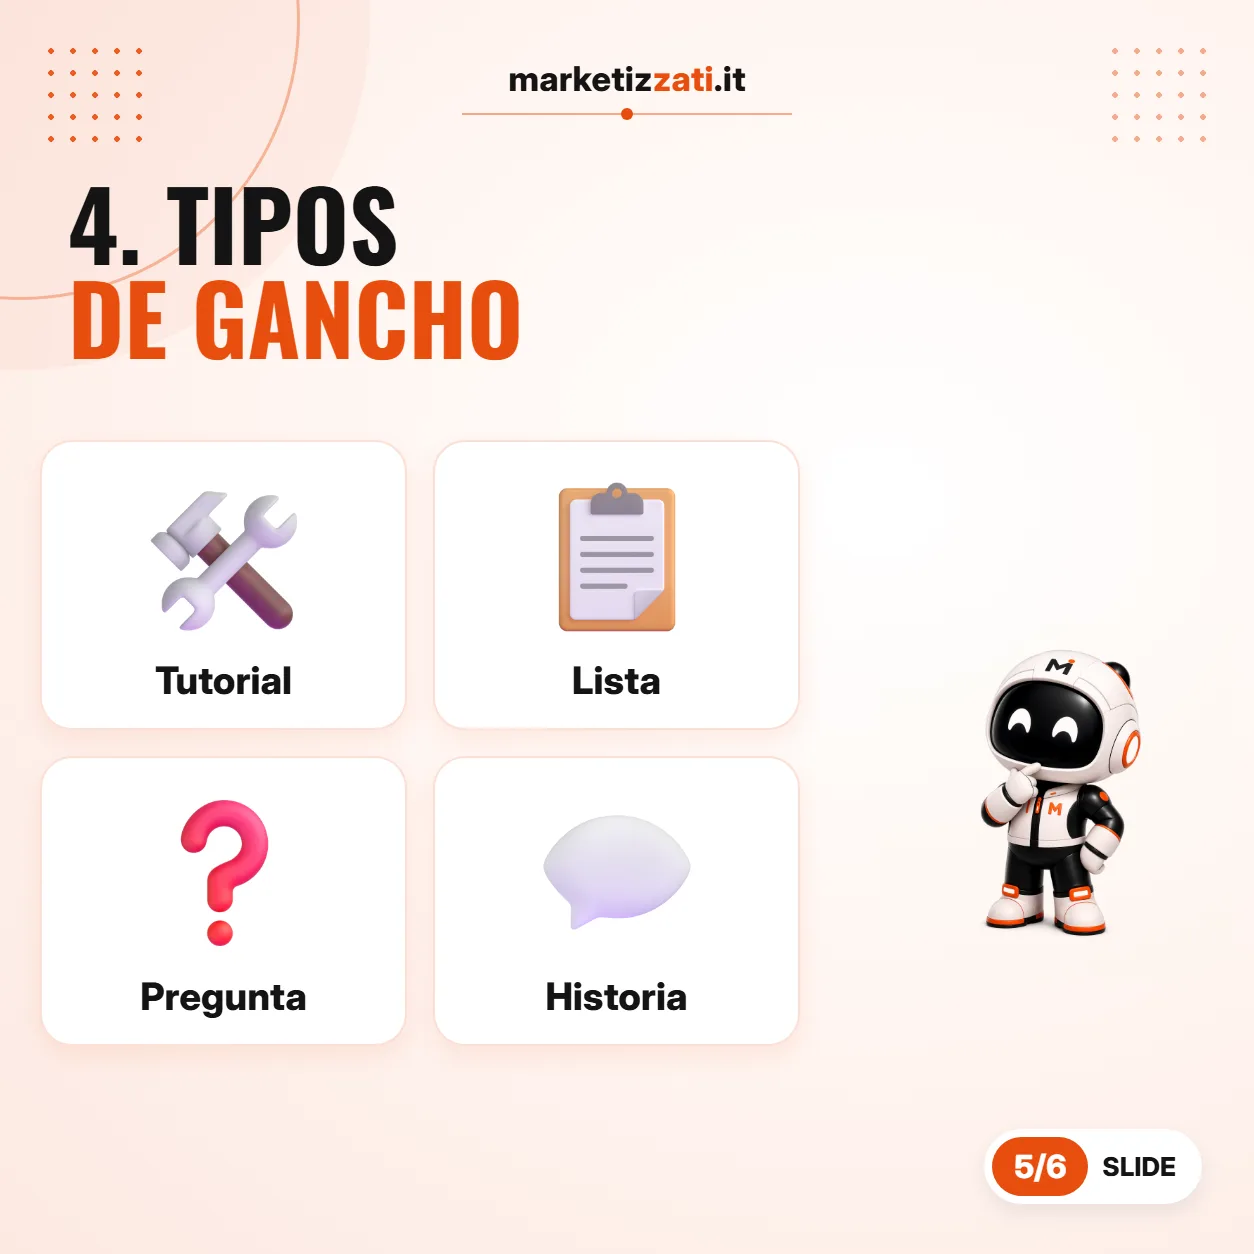 marketizzati.it
4. TIPOS
DE GANCHO
Tutorial
Lista
Pregunta
Historia
M
M
5/6 SLIDE